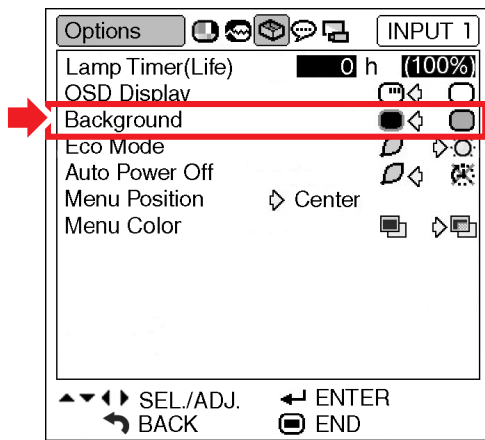 Options INPUT 1
Lamp Timer(Life) 0 h (100%)
OSD Display
Background
Eco Mode
Auto Power Off
Menu Position Center
Menu Color
SEL./ADJ. ENTER
BACK END